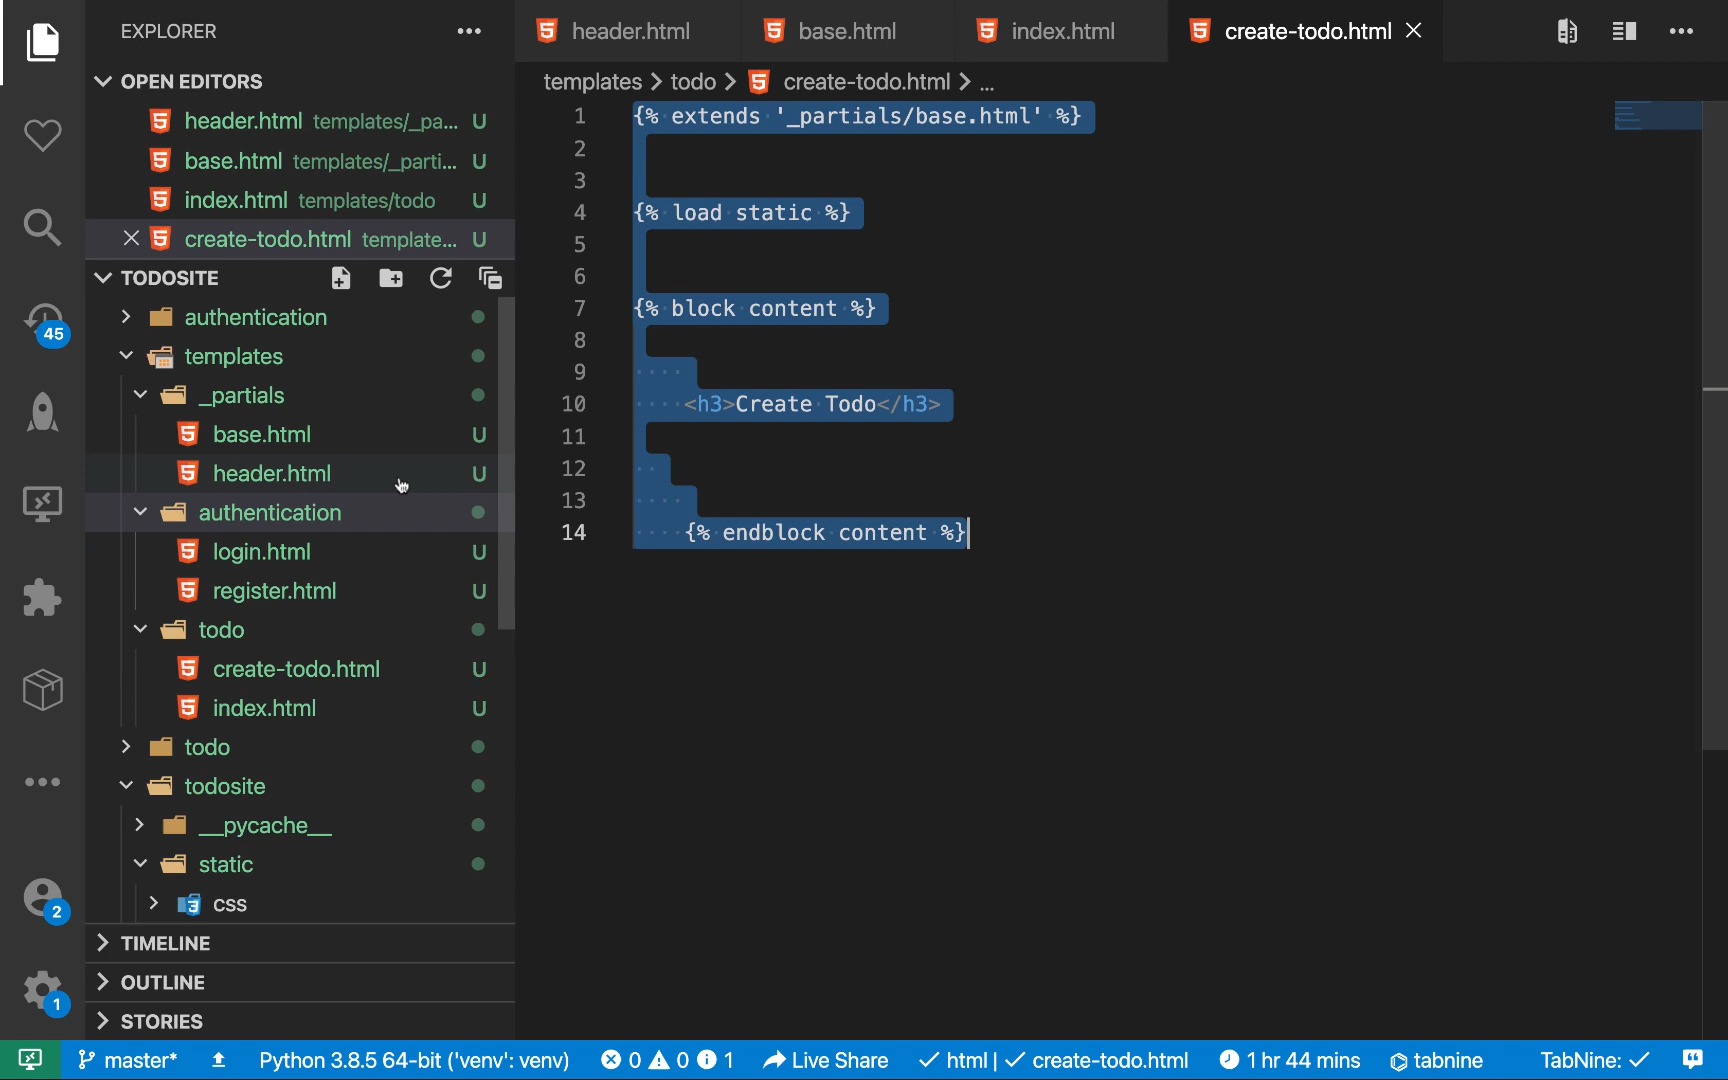 EXPLORER
OPEN EDITORS
header.html templates/_pa... U
base.html templates/_parti... U
index.html templates/todo U
create-todo.html template... U
TODOSITE
authentication
templates
_partials
base.html U
header.html U
authentication
login.html U
register.html U
todo
create-todo.html U
index.html U
todo
todosite
__pycache__
static
css
TIMELINE
OUTLINE
STORIES
45
2
1
header.html base.html index.html create-todo.html
templates > todo > create-todo.html > ...
1 {% extends '_partials/base.html' %}
2
3
4 {% load static %}
5
6
7 {% block content %}
8
9
10 <h3>Create Todo</h3>
11
12
13
14 {% endblock content %}
master* Python 3.8.5 64-bit ('venv': venv) 0 0 1 Live Share html | create-todo.html 1 hr 44 mins tabnine TabNine: